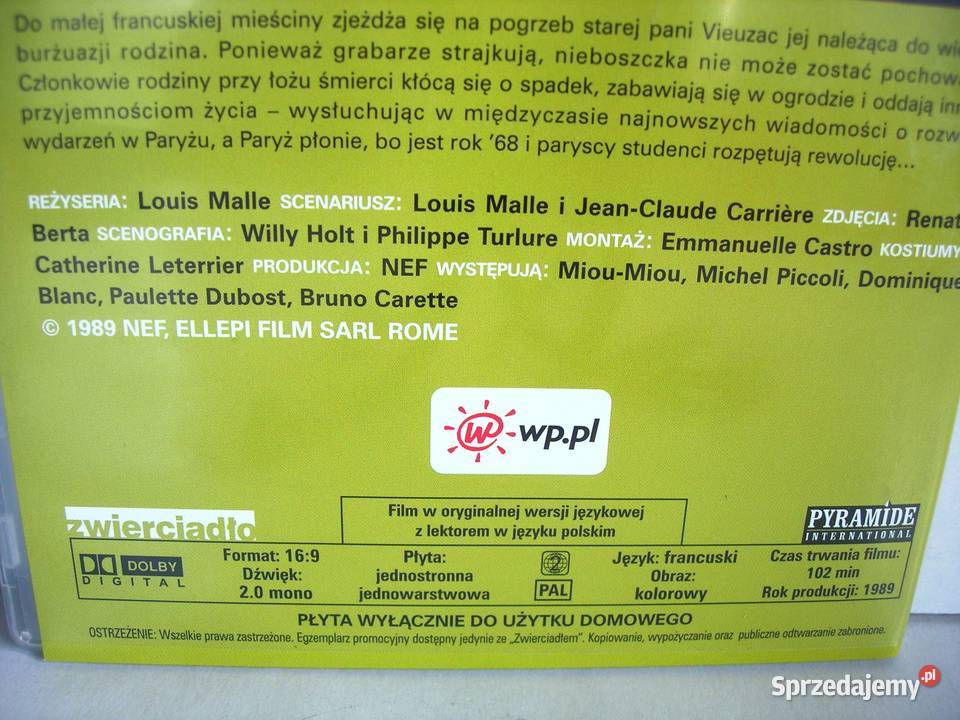 Do małej francuskiej mieściny zjeżdża się na pogrzeb starej pani Vieuzac jej należąca do
burżuazji rodzina. Ponieważ grabarze strajkują, nieboszczka nie może zostać
Członkowie rodziny przy łożu śmierci kłócą się o spadek, zabawiają się w ogrodzie i oddają
przyjemnościom życia – wysłuchując w międzyczasie najnowszych wiadomości o
wydarzeń w Paryżu, a Paryż płonie, bo jest rok '68 i paryscy studenci rozpętują rewolucję...
REŻYSERIA: Louis Malle SCENARIUSZ: Louis Malle i Jean-Claude Carrière ZDJĘCIA: Renat
Berta SCENOGRAFIA: Willy Holt i Philippe Turlure MONTAŻ: Emmanuelle Castro KOSTIUMY
Catherine Leterrier PRODUKCJA: NEF WYSTĘPUJĄ: Miou-Miou, Michel Piccoli, Dominique
Blanc, Paulette Dubost, Bruno Carette
© 1989 NEF, ELLEPI FILM SARL ROME
w wp.pl
zwierciadło
Film w oryginalnej wersji językowej
z lektorem w języku polskim
PYRAMIDE
INTERNATIONAL
DOLBY
DIGITAL
Format: 16:9
Dźwięk:
2.0 mono
Płyta:
jednostronna
jednowarstwowa
2
PAL
Język: francuski
Obraz:
kolorowy
Czas trwania filmu:
102 min
Rok produkcji: 1989
PŁYTA WYŁĄCZNIE DO UŻYTKU DOMOWEGO
OSTRZEŻENIE: Wszelkie prawa zastrzeżone. Egzemplarz promocyjny dostępny jedynie ze „Zwierciadłem". Kopiowanie, wypożyczanie oraz publiczne odtwarzanie zabronione.
Sprzedajemy.pl